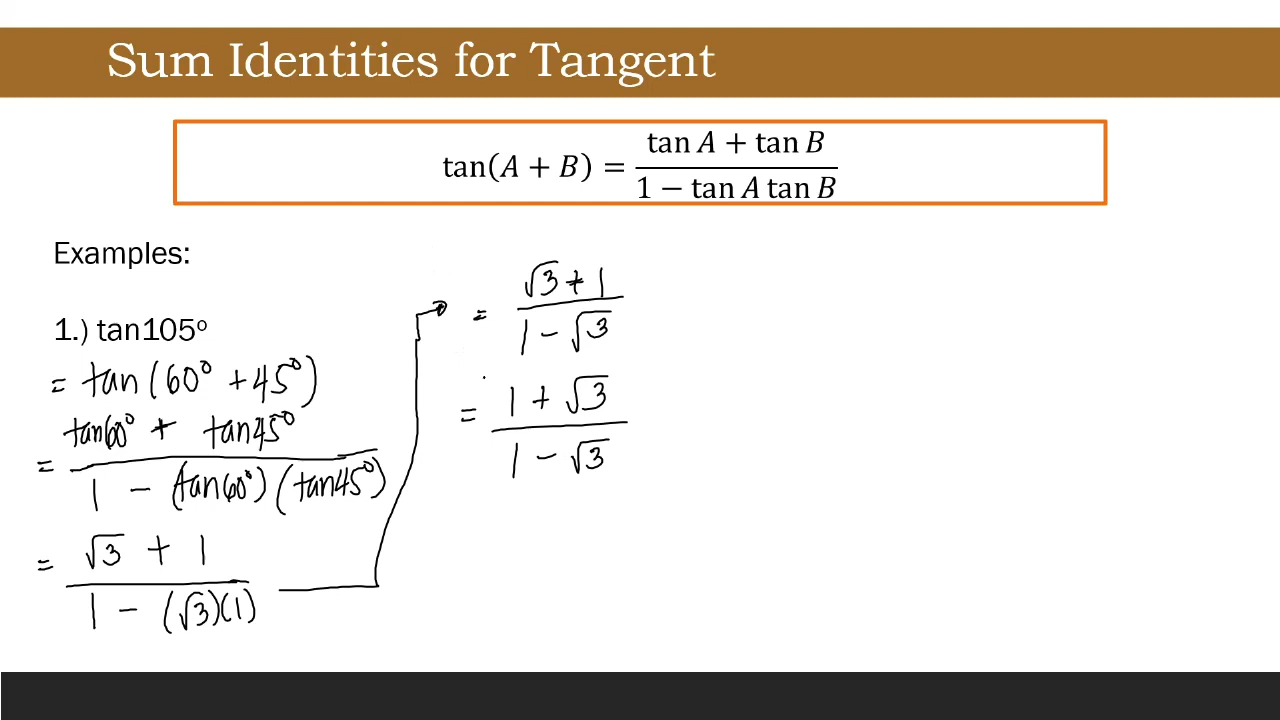 Sum Identities for Tangent
tan(A + B) = (tan A + tan B)/(1 − tan A tan B)
Examples:
1.) tan105°
= tan(60° + 45°)
= (tan60° + tan45°)/(1 − (tan60°)(tan45°))
= (√3 + 1)/(1 − (√3)(1))
= (√3 + 1)/(1 − √3)
= (1 + √3)/(1 − √3)